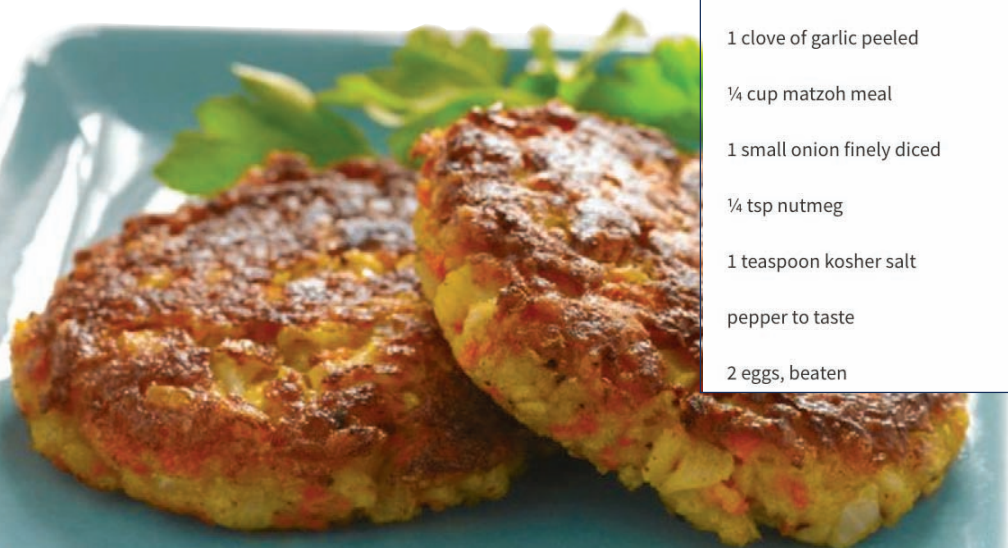 1 clove of garlic peeled
¼ cup matzoh meal
1 small onion finely diced
¼ tsp nutmeg
1 teaspoon kosher salt
pepper to taste
2 eggs, beaten